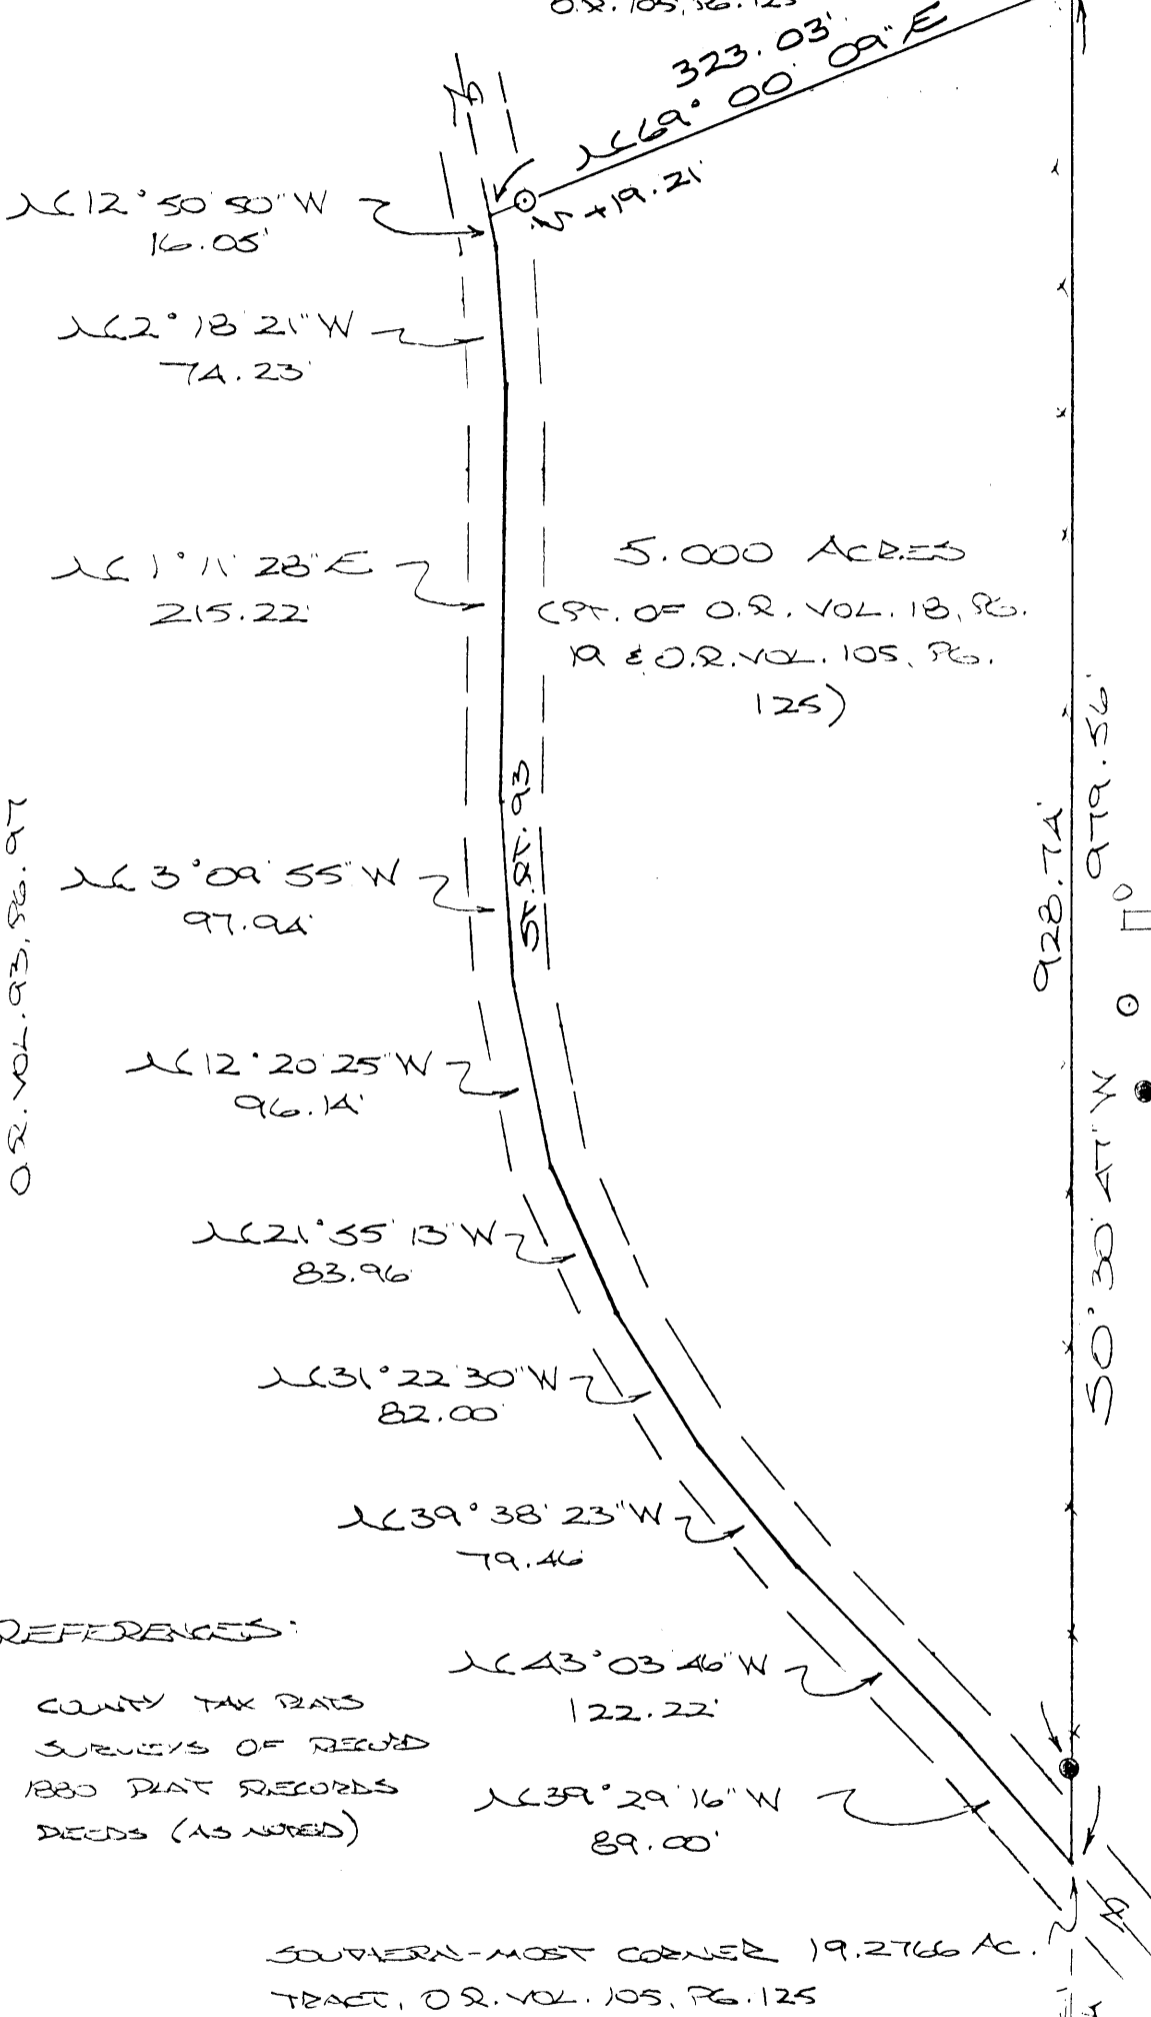 O.R. 105, PG. 125
323.03'
N 69° 00' 09" E
+19.21'
N 12° 50' 50" W
16.05'
N 2° 18' 21" W
74.23'
N 1° 11' 28" E
215.22'
5.000 ACRES
(PT. OF O.R. VOL. 18, PG.
19 & O.R. VOL. 105, PG.
125)
ST. RT. 93
O.R. VOL. 93, PG. 97
N 3° 09' 55" W
97.94'
928.74'
979.56'
S 0° 30' 47" W
N 12° 20' 25" W
96.14'
N 21° 55' 13" W
83.96'
N 31° 22' 30" W
82.00'
N 39° 38' 23" W
79.46'
REFERENCES:
COUNTY TAX PLATS
SURVEYS OF RECORD
1880 PLAT RECORDS
DEEDS (AS NOTED)
N 43° 03' 46" W
122.22'
N 39° 29' 16" W
89.00'
SOUTHERN-MOST CORNER 19.2766 AC.
TRACT, O.R. VOL. 105, PG. 125